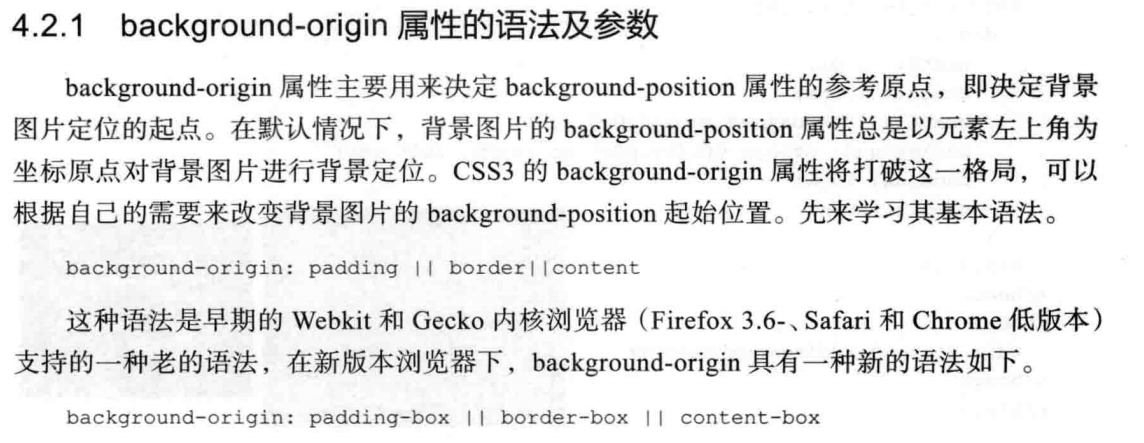 4.2.1 background-origin 属性的语法及参数
background-origin 属性主要用来决定 background-position 属性的参考原点，即决定背景
图片定位的起点。在默认情况下，背景图片的 background-position 属性总是以元素左上角为
坐标原点对背景图片进行背景定位。CSS3 的 background-origin 属性将打破这一格局，可以
根据自己的需要来改变背景图片的 background-position 起始位置。先来学习其基本语法。
background-origin: padding || border||content
这种语法是早期的 Webkit 和 Gecko 内核浏览器（Firefox 3.6-、Safari 和 Chrome 低版本）
支持的一种老的语法，在新版本浏览器下，background-origin 具有一种新的语法如下。
background-origin: padding-box || border-box || content-box